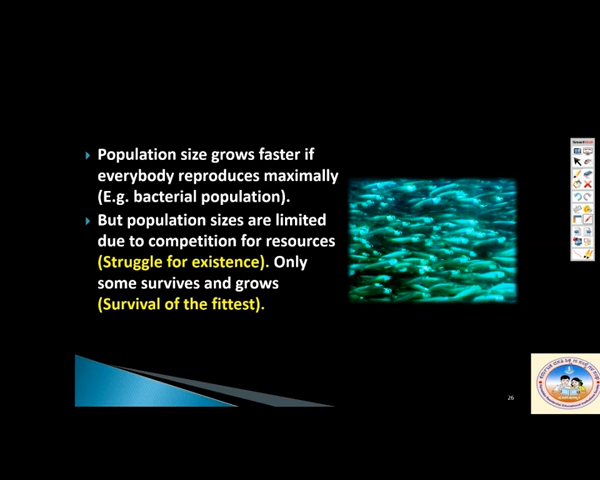 Population size grows faster if
everybody reproduces maximally
(E.g. bacterial population).
But population sizes are limited
due to competition for resources
(Struggle for existence). Only
some survives and grows
(Survival of the fittest).
26